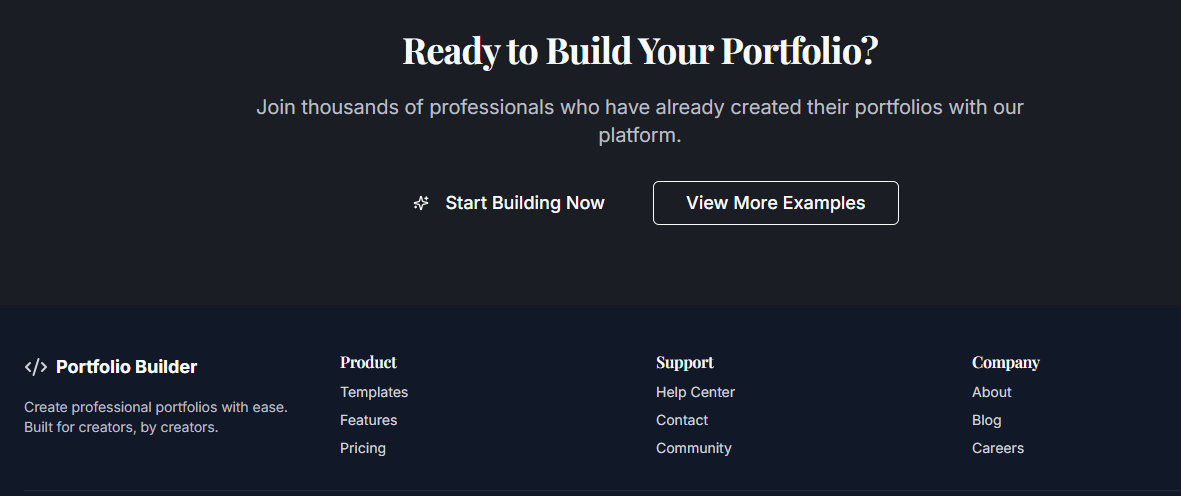 Ready to Build Your Portfolio?
Join thousands of professionals who have already created their portfolios with our
platform.
Start Building Now
View More Examples
Portfolio Builder
Create professional portfolios with ease.
Built for creators, by creators.
Product
Templates
Features
Pricing
Support
Help Center
Contact
Community
Company
About
Blog
Careers